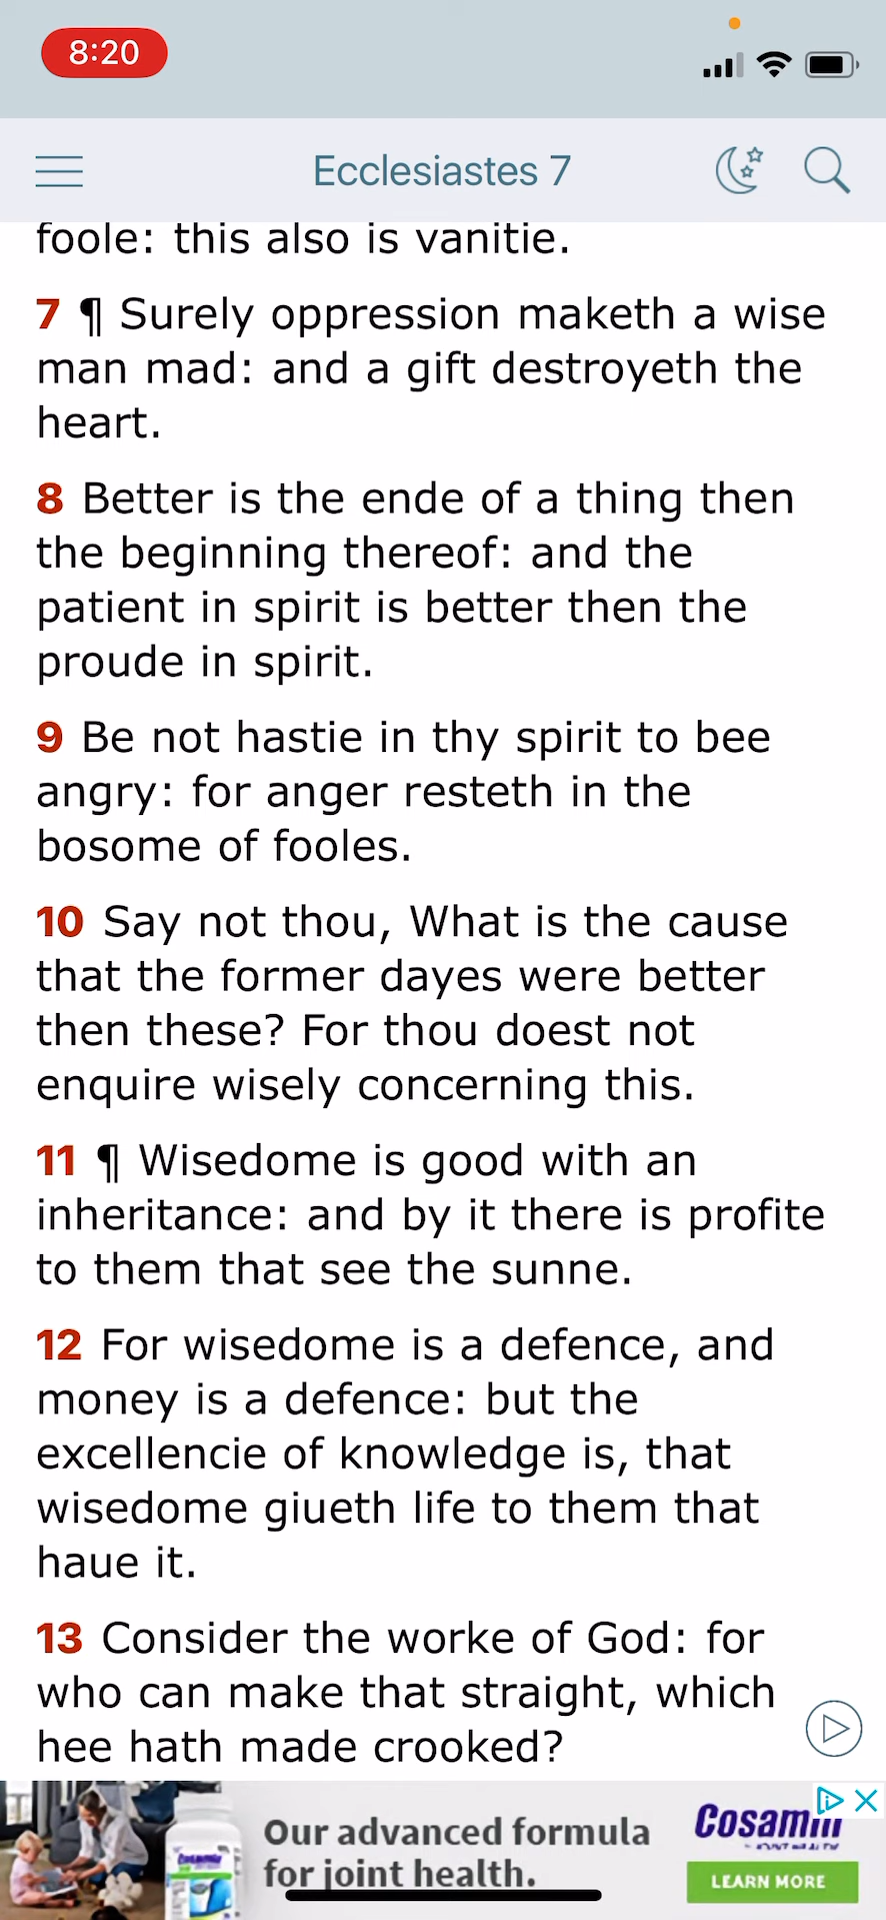 8:20
Ecclesiastes 7
foole: this also is vanitie.
7 ¶ Surely oppression maketh a wise
man mad: and a gift destroyeth the
heart.
8 Better is the ende of a thing then
the beginning thereof: and the
patient in spirit is better then the
proude in spirit.
9 Be not hastie in thy spirit to bee
angry: for anger resteth in the
bosome of fooles.
10 Say not thou, What is the cause
that the former dayes were better
then these? For thou doest not
enquire wisely concerning this.
11 ¶ Wisedome is good with an
inheritance: and by it there is profite
to them that see the sunne.
12 For wisedome is a defence, and
money is a defence: but the
excellencie of knowledge is, that
wisedome giueth life to them that
haue it.
13 Consider the worke of God: for
who can make that straight, which
hee hath made crooked?
Our advanced formula
for joint health.
Cosamin
LEARN MORE